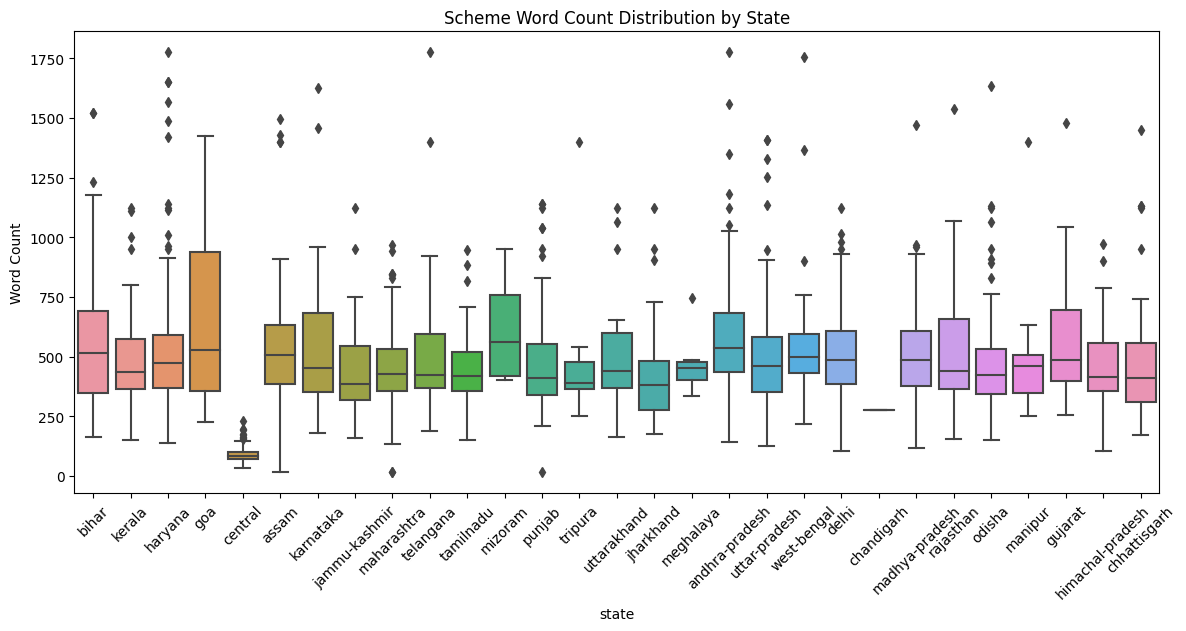 Scheme Word Count Distribution by State
1750
1500
1250
1000
750
500
250
0
Word Count
bihar
kerala
haryana
goa
central
assam
karnataka
jammu-kashmir
maharashtra
telangana
tamilnadu
mizoram
punjab
tripura
uttarakhand
jharkhand
meghalaya
andhra-pradesh
uttar-pradesh
west-bengal
delhi
chandigarh
madhya-pradesh
rajasthan
odisha
manipur
gujarat
himachal-pradesh
chhattisgarh
state